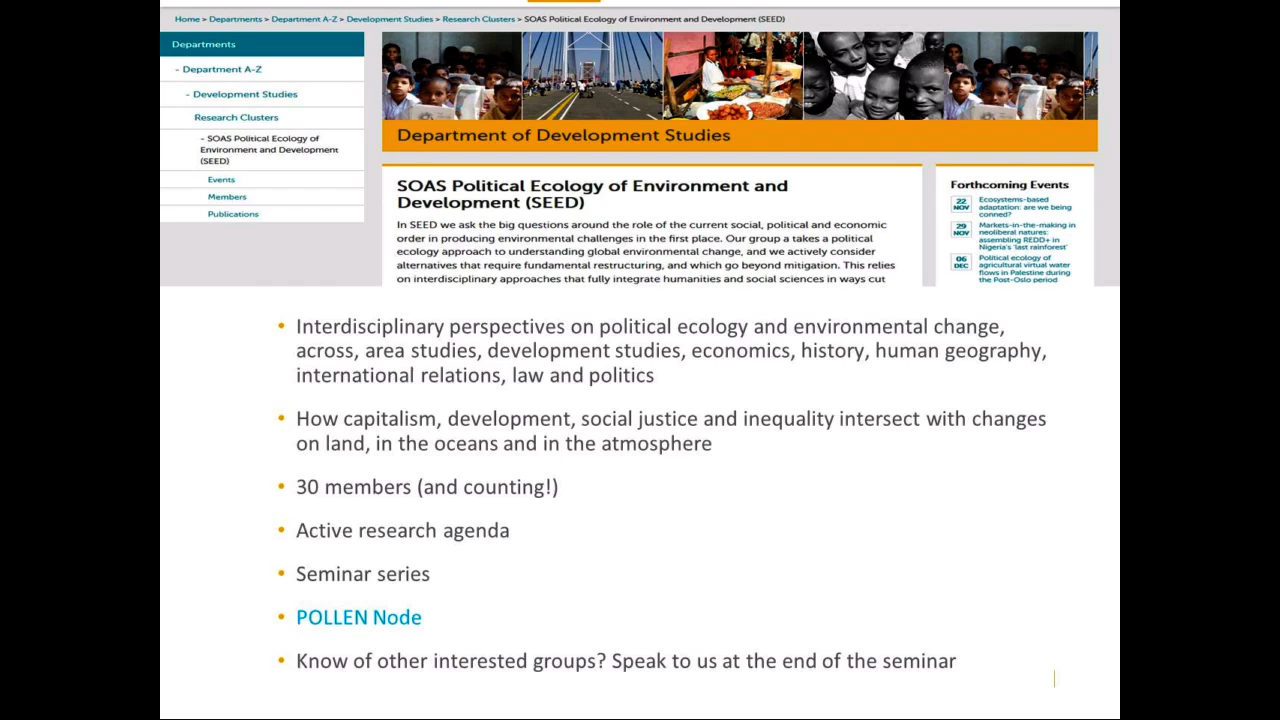 Home > Departments > Department A-Z > Development Studies > Research Clusters > SOAS Political Ecology of Environment and Development (SEED)
Departments
- Department A-Z
- Development Studies
Research Clusters
- SOAS Political Ecology of
Environment and Development
(SEED)
Events
Members
Publications
Department of Development Studies
SOAS Political Ecology of Environment and
Development (SEED)
In SEED we ask the big questions around the role of the current social, political and economic
order in producing environmental challenges in the first place. Our group a takes a political
ecology approach to understanding global environmental change, and we actively consider
alternatives that require fundamental restructuring, and which go beyond mitigation. This relies
on interdisciplinary approaches that fully integrate humanities and social sciences in ways cut
Forthcoming Events
22
NOV
Ecosystems-based
adaptation: are we being
conned?
29
NOV
Markets-in-the-making in
neoliberal natures:
assembling REDD+ in
Nigeria's 'last rainforest'
06
DEC
Political ecology of
agricultural virtual water
flows in Palestine during
the Post-Oslo period
• Interdisciplinary perspectives on political ecology and environmental change,
across, area studies, development studies, economics, history, human geography,
international relations, law and politics
• How capitalism, development, social justice and inequality intersect with changes
on land, in the oceans and in the atmosphere
• 30 members (and counting!)
• Active research agenda
• Seminar series
• POLLEN Node
• Know of other interested groups? Speak to us at the end of the seminar